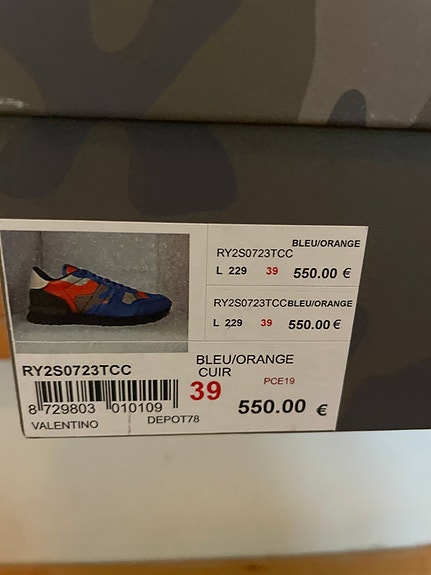 BLEU/ORANGE
RY2S0723TCC
L 229 39 550.00 €
RY2S0723TCC BLEU/ORANGE
L 229 39 550.00 €
RY2S0723TCC
BLEU/ORANGE
CUIR
39 PCE19
8 729803 010109
550.00 €
VALENTINO DEPOT78